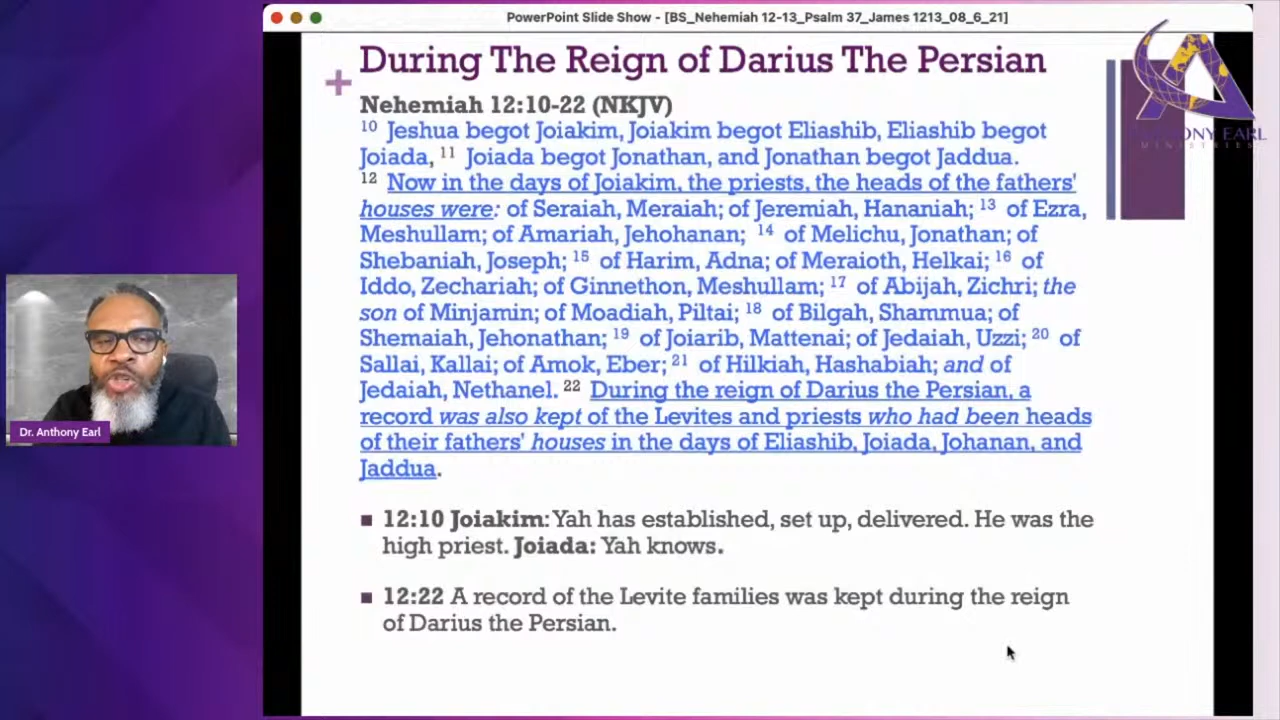 PowerPoint Slide Show - [BS_Nehemiah 12-13_Psalm 37_James 1213_08_6_21]
During The Reign of Darius The Persian
Nehemiah 12:10-22 (NKJV)
10 Jeshua begot Joiakim, Joiakim begot Eliashib, Eliashib begot
Joiada, 11 Joiada begot Jonathan, and Jonathan begot Jaddua.
12 Now in the days of Joiakim, the priests, the heads of the fathers'
houses were: of Seraiah, Meraiah; of Jeremiah, Hananiah; 13 of Ezra,
Meshullam; of Amariah, Jehohanan; 14 of Melichu, Jonathan; of
Shebaniah, Joseph; 15 of Harim, Adna; of Meraioth, Helkai; 16 of
Iddo, Zechariah; of Ginnethon, Meshullam; 17 of Abijah, Zichri; the
son of Minjamin; of Moadiah, Piltai; 18 of Bilgah, Shammua; of
Shemaiah, Jehonathan; 19 of Joiarib, Mattenai; of Jedaiah, Uzzi; 20 of
Sallai, Kallai; of Amok, Eber; 21 of Hilkiah, Hashabiah; and of
Jedaiah, Nethanel. 22 During the reign of Darius the Persian, a
record was also kept of the Levites and priests who had been heads
of their fathers' houses in the days of Eliashib, Joiada, Johanan, and
Jaddua.
■ 12:10 Joiakim: Yah has established, set up, delivered. He was the
high priest. Joiada: Yah knows.
■ 12:22 A record of the Levite families was kept during the reign
of Darius the Persian.
Dr. Anthony Earl
EARL
MINISTRIES